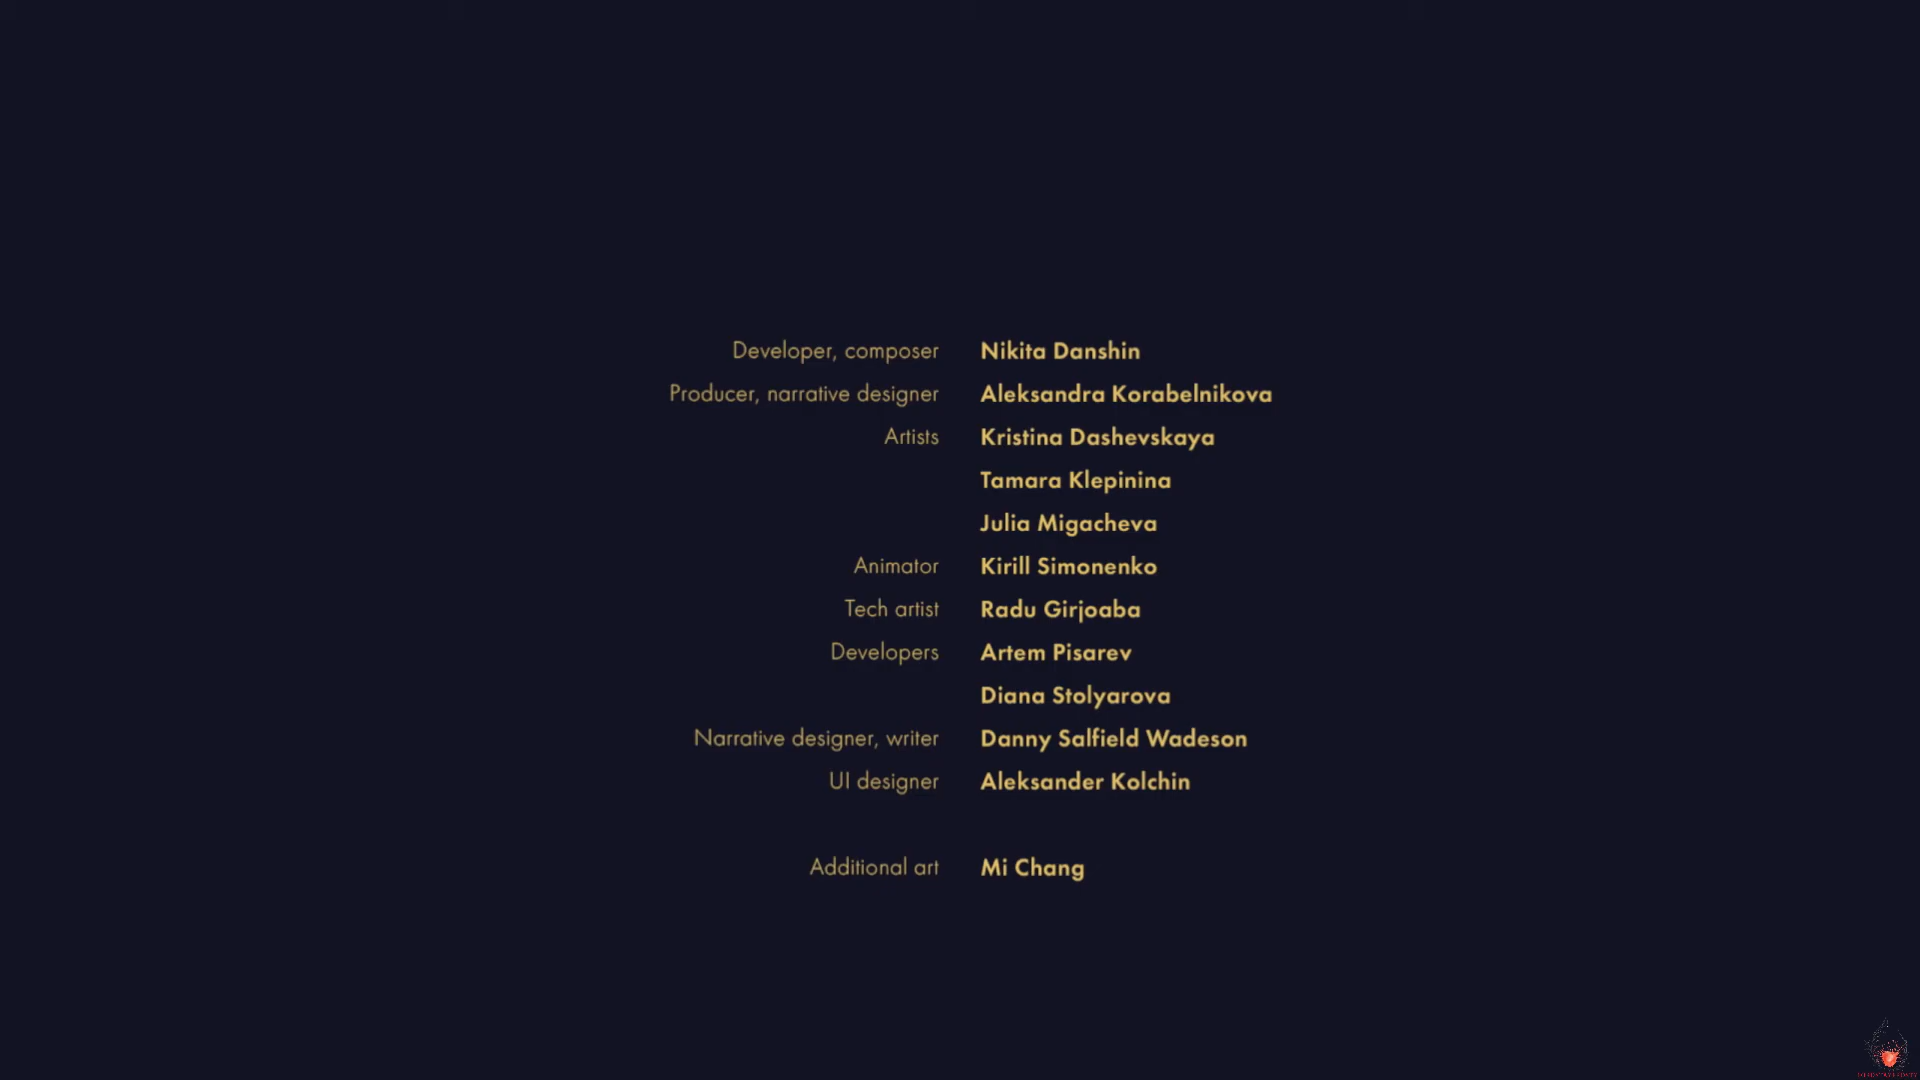 Developer, composer Nikita Danshin
Producer, narrative designer Aleksandra Korabelnikova
Artists Kristina Dashevskaya
Tamara Klepinina
Julia Migacheva
Animator Kirill Simonenko
Tech artist Radu Girjoaba
Developers Artem Pisarev
Diana Stolyarova
Narrative designer, writer Danny Salfield Wadeson
UI designer Aleksander Kolchin
Additional art Mi Chang